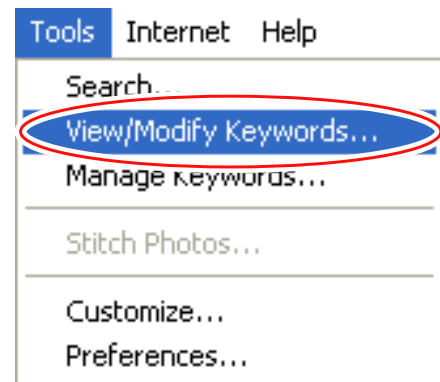 Tools Internet Help
Search...
View/Modify Keywords...
Manage Keywords...
Stitch Photos...
Customize...
Preferences...